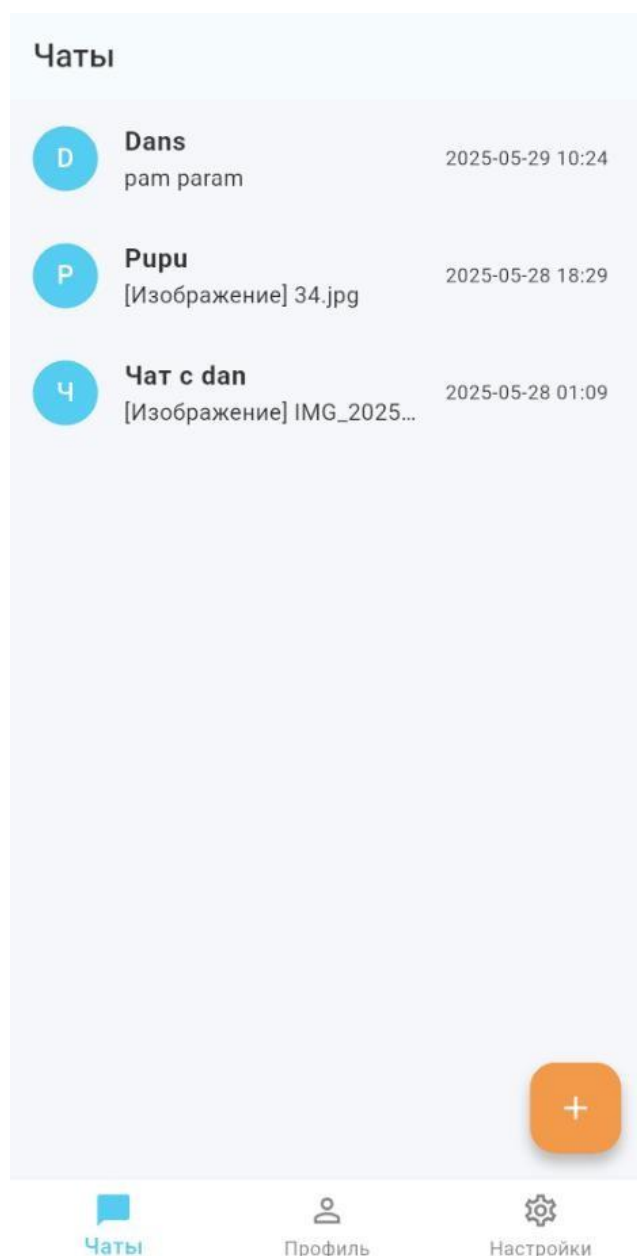 Чаты
D
Dans
2025-05-29 10:24
pam param
P
Pupu
2025-05-28 18:29
[Изображение] 34.jpg
Ч
Чат с dan
2025-05-28 01:09
[Изображение] IMG_2025...
+
Чаты
Профиль
Настройки